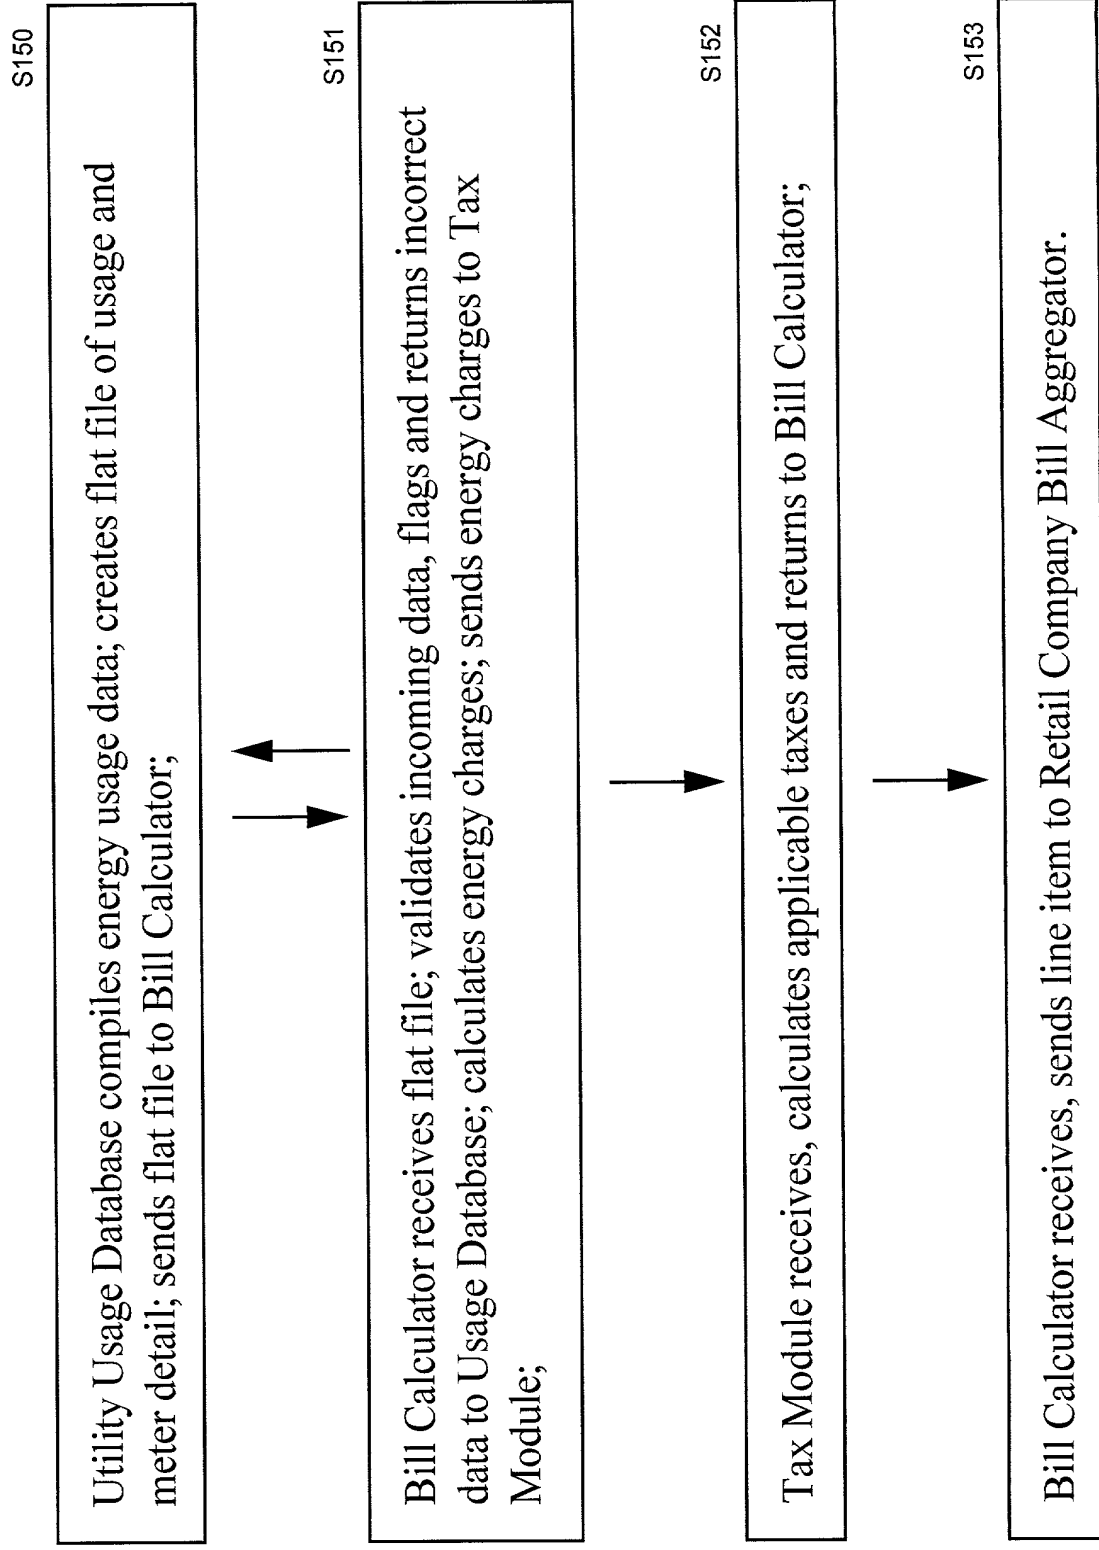 S150
Utility Usage Database compiles energy usage data; creates flat file of usage and
meter detail; sends flat file to Bill Calculator;
S151
Bill Calculator receives flat file; validates incoming data, flags and returns incorrect
data to Usage Database; calculates energy charges; sends energy charges to Tax
Module;
S152
Tax Module receives, calculates applicable taxes and returns to Bill Calculator;
S153
Bill Calculator receives, sends line item to Retail Company Bill Aggregator.